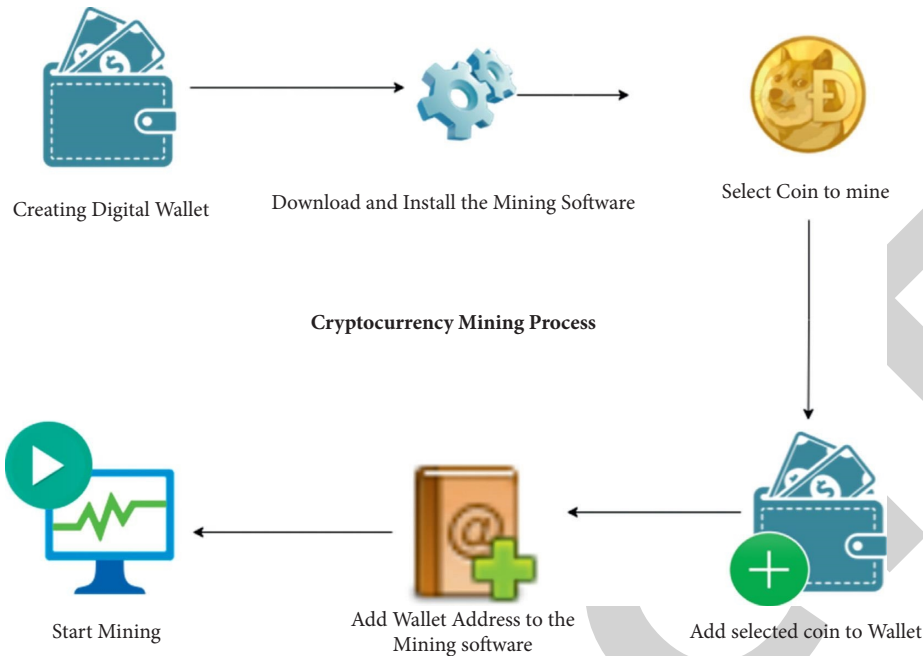 Creating Digital Wallet
Download and Install the Mining Software
Select Coin to mine
Cryptocurrency Mining Process
Start Mining
Add Wallet Address to the
Mining software
Add selected coin to Wallet